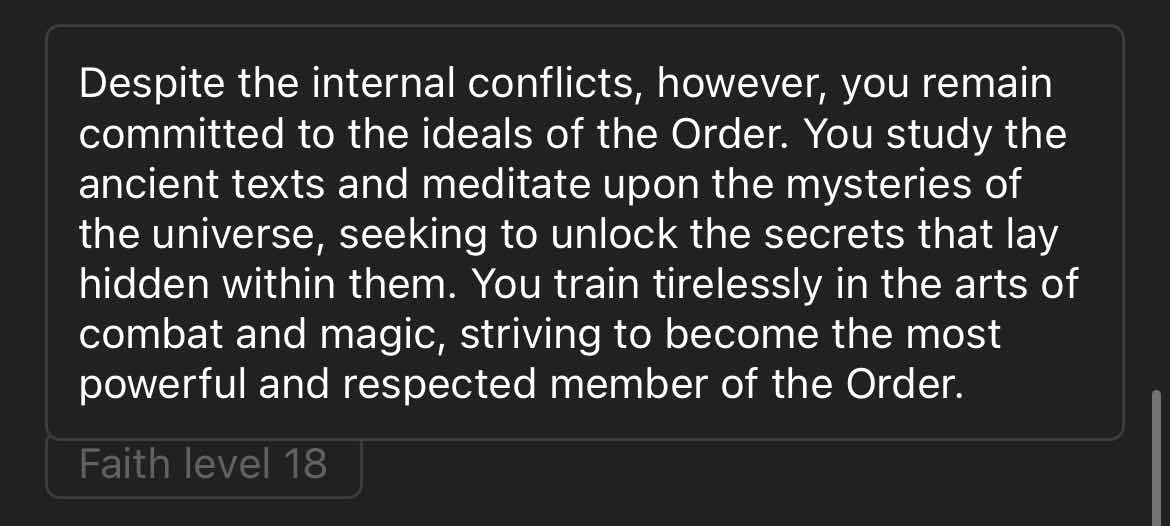 Despite the internal conflicts, however, you remain
committed to the ideals of the Order. You study the
ancient texts and meditate upon the mysteries of
the universe, seeking to unlock the secrets that lay
hidden within them. You train tirelessly in the arts of
combat and magic, striving to become the most
powerful and respected member of the Order.
Faith level 18